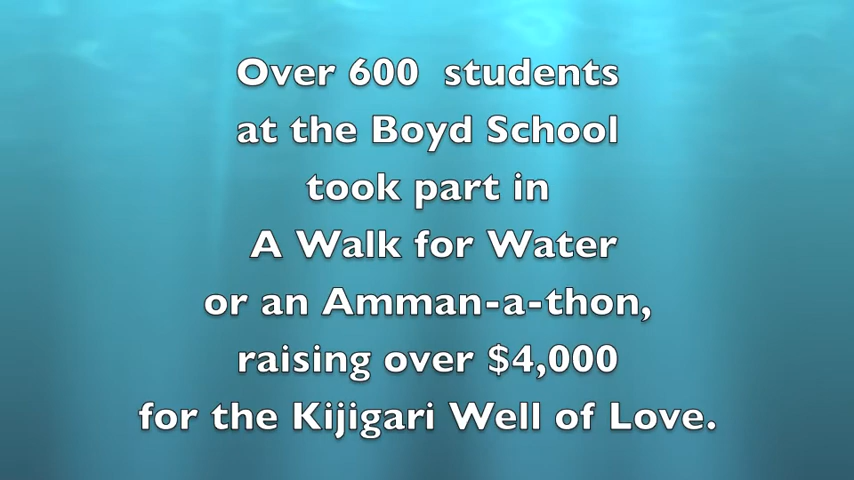 Over 600  students
at the Boyd School
took part in
A Walk for Water
or an Amman-a-thon,
raising over $4,000
for the Kijigari Well of Love.